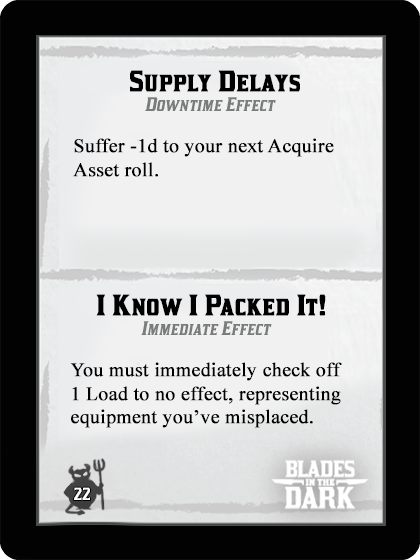 Supply Delays
Downtime Effect
Suffer -1d to your next Acquire
Asset roll.
I Know I Packed It!
Immediate Effect
You must immediately check off
1 Load to no effect, representing
equipment you've misplaced.
22
BLADES
IN THE
DARK